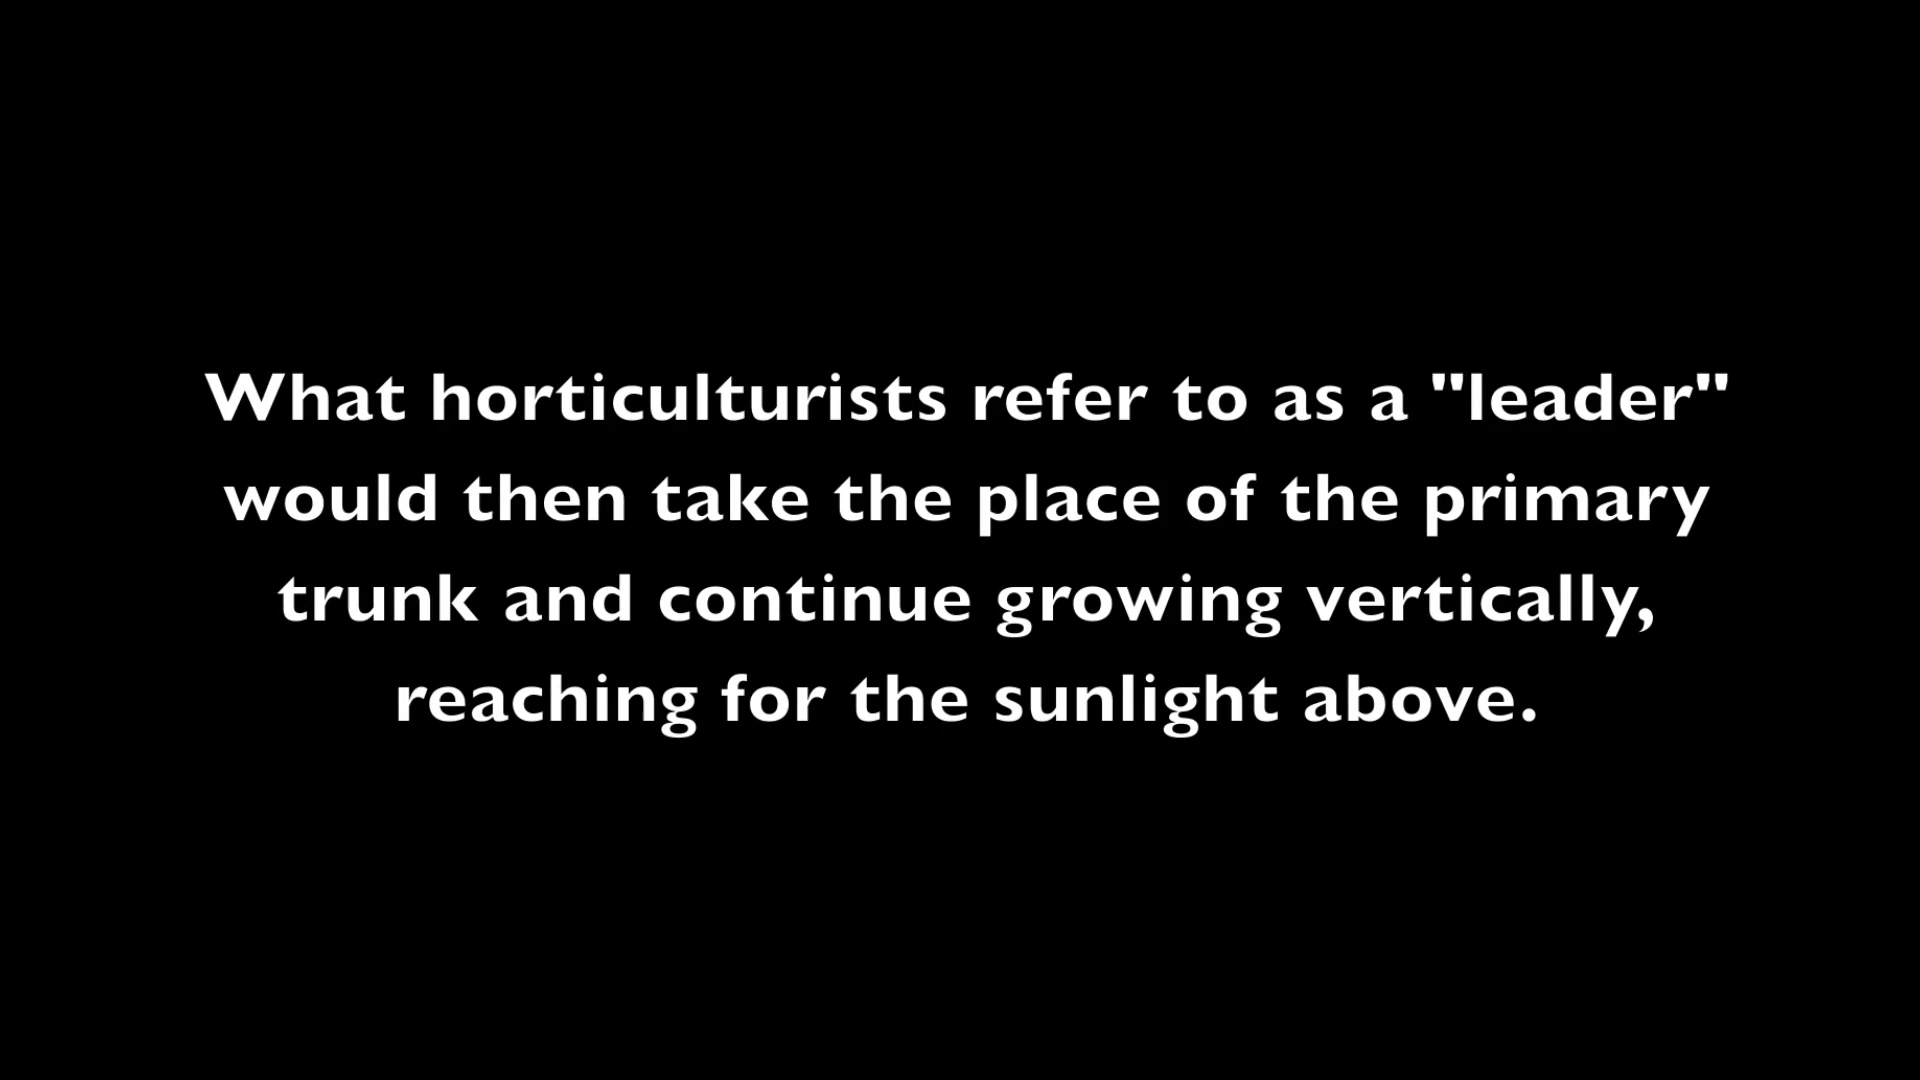 What horticulturists refer to as a "leader"
would then take the place of the primary
trunk and continue growing vertically,
reaching for the sunlight above.